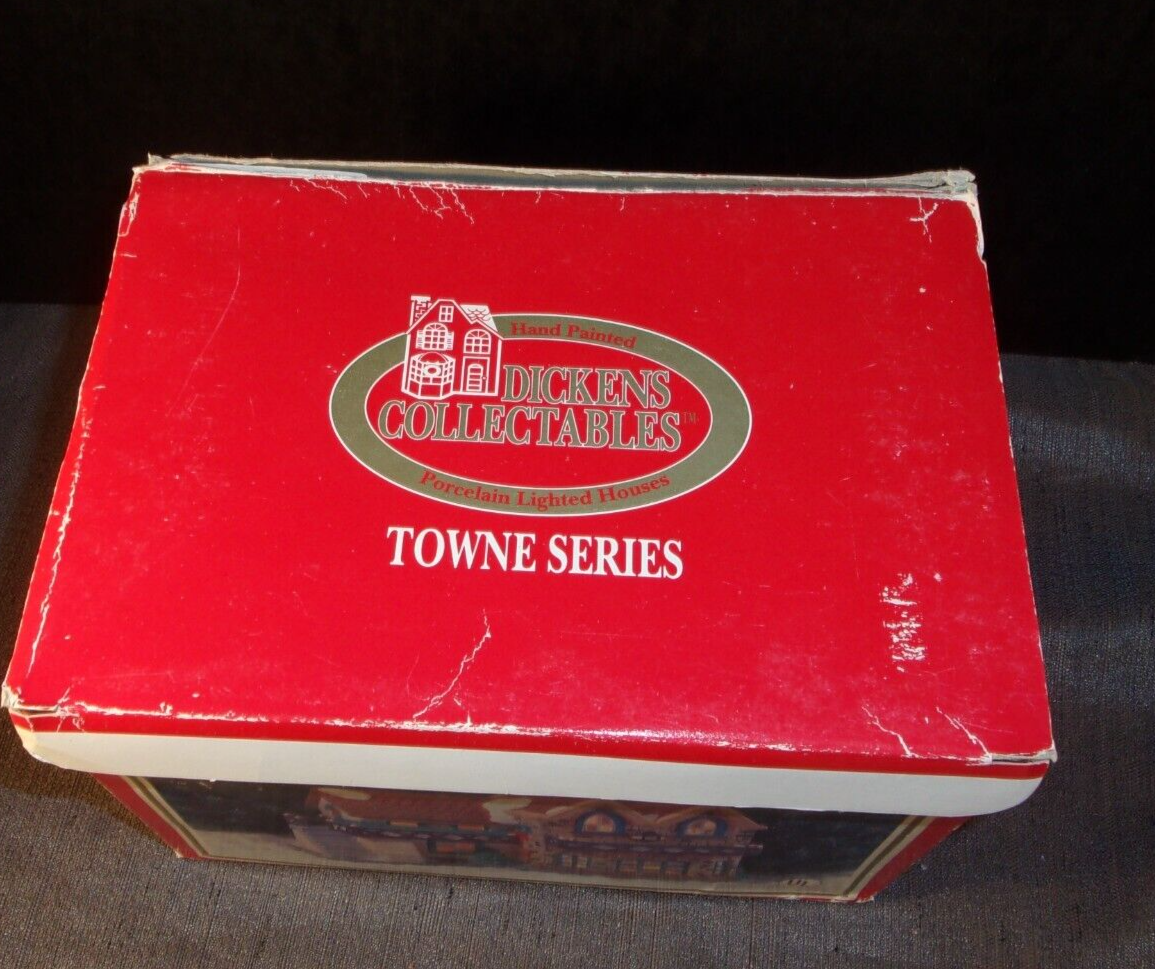 Hand Painted
DICKENS
COLLECTABLES™
Porcelain Lighted Houses
TOWNE SERIES